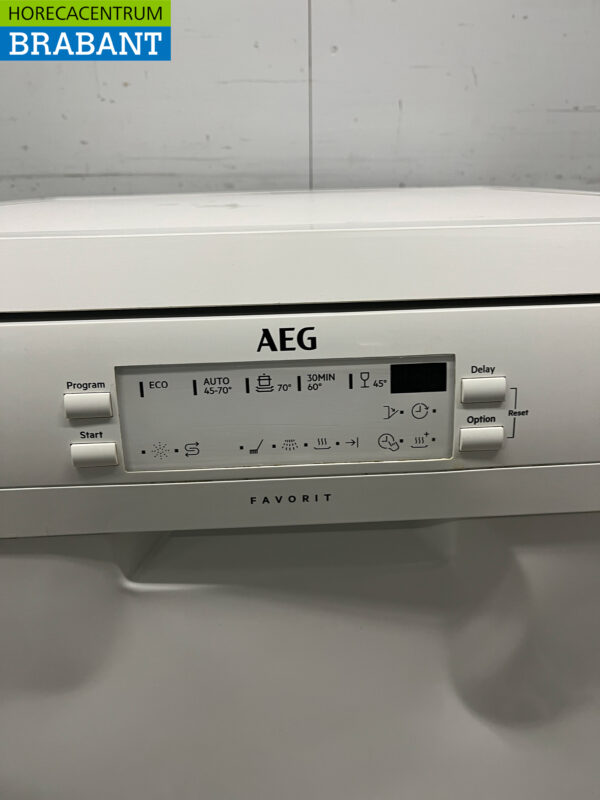 HORECACENTRUM
BRABANT
AEG
Program
ECO
AUTO
45-70°
70°
30MIN
60°
45°
Delay
Start
Option
Reset
FAVORIT